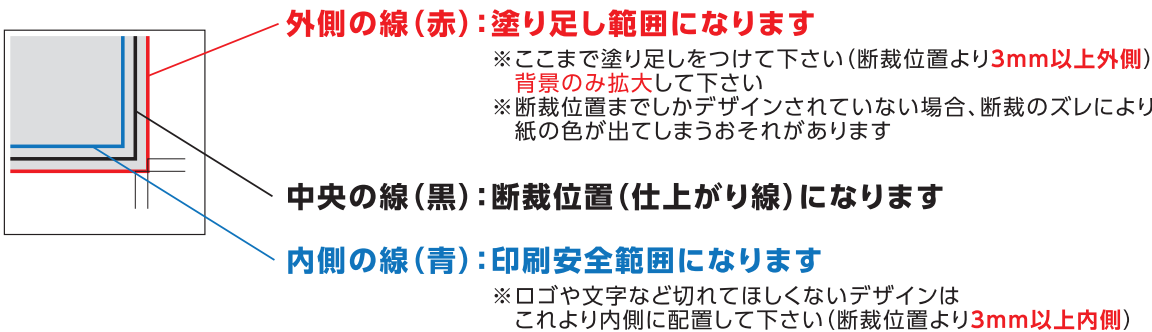 外側の線(赤):塗り足し範囲になります
※ここまで塗り足しをつけて下さい(断裁位置より3mm以上外側)
背景のみ拡大して下さい
※断裁位置までしかデザインされていない場合、断裁のズレにより
紙の色が出てしまうおそれがあります
中央の線(黒):断裁位置(仕上がり線)になります
内側の線(青):印刷安全範囲になります
※ロゴや文字など切れてほしくないデザインは
これより内側に配置して下さい(断裁位置より3mm以上内側)